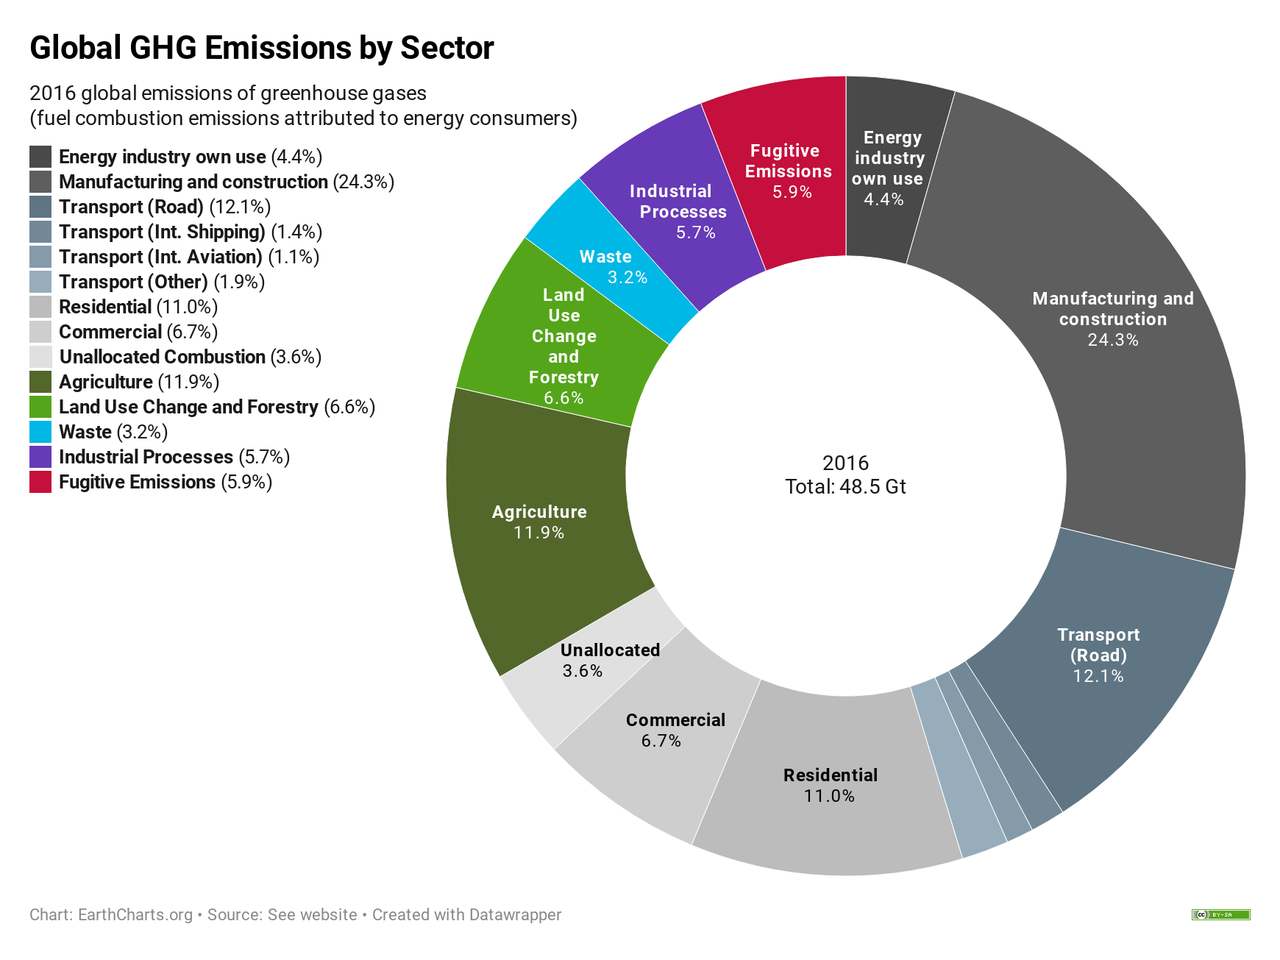 Global GHG Emissions by Sector
2016 global emissions of greenhouse gases
(fuel combustion emissions attributed to energy consumers)
Energy industry own use (4.4%)
Manufacturing and construction (24.3%)
Transport (Road) (12.1%)
Transport (Int. Shipping) (1.4%)
Transport (Int. Aviation) (1.1%)
Transport (Other) (1.9%)
Residential (11.0%)
Commercial (6.7%)
Unallocated Combustion (3.6%)
Agriculture (11.9%)
Land Use Change and Forestry (6.6%)
Waste (3.2%)
Industrial Processes (5.7%)
Fugitive Emissions (5.9%)
Energy
industry
own use
4.4%
Manufacturing and
construction
24.3%
Transport
(Road)
12.1%
Residential
11.0%
Commercial
6.7%
Unallocated
3.6%
Agriculture
11.9%
Land
Use
Change
and
Forestry
6.6%
Waste
3.2%
Industrial
Processes
5.7%
Fugitive
Emissions
5.9%
2016
Total: 48.5 Gt
Chart: EarthCharts.org • Source: See website • Created with Datawrapper
cc BY-SA